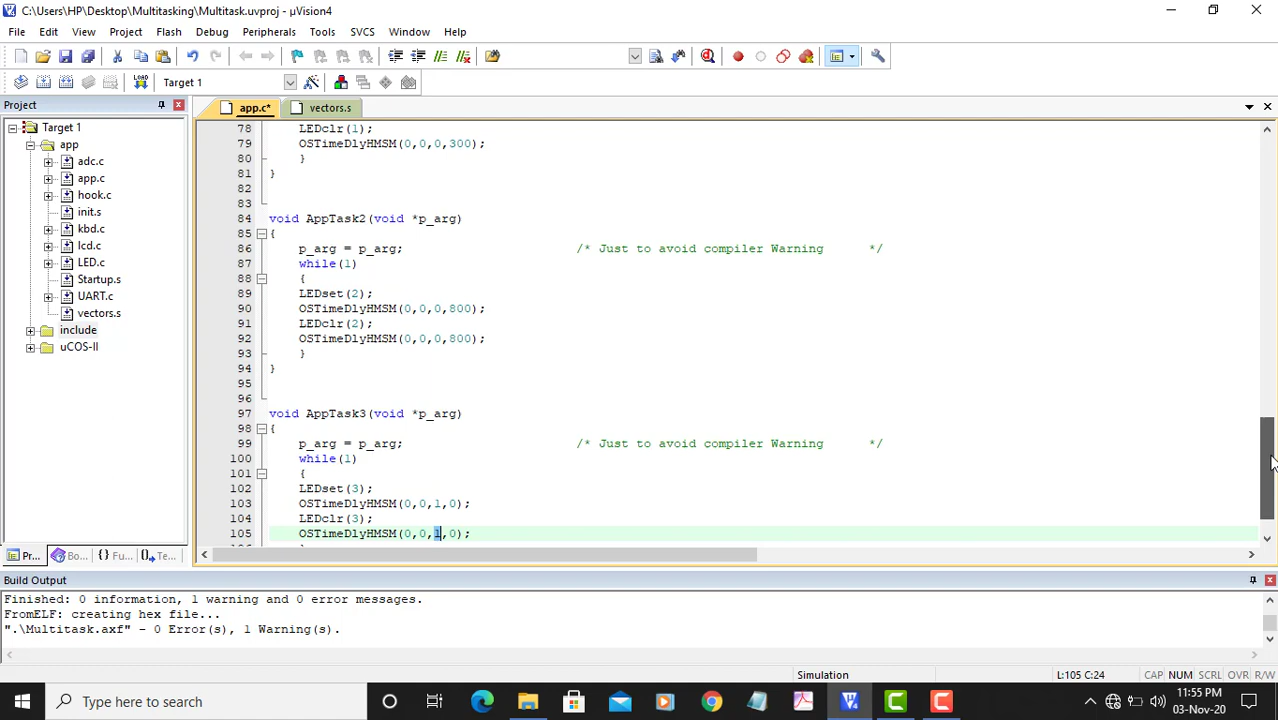 C:\Users\HP\Desktop\Multitasking\Multitask.uvproj - µVision4
File Edit View Project Flash Debug Peripherals Tools SVCS Window Help
LOAD Target 1
Project
app.c* vectors.s
Target 1
app
adc.c
app.c
hook.c
init.s
kbd.c
lcd.c
LED.c
Startup.s
UART.c
vectors.s
include
uCOS-II
78 LEDclr(1);
79 OSTimeDlyHMSM(0,0,0,300);
80 }
81 }
82
83
84 void AppTask2(void *p_arg)
85 {
86 p_arg = p_arg; /* Just to avoid compiler Warning */
87 while(1)
88 {
89 LEDset(2);
90 OSTimeDlyHMSM(0,0,0,800);
91 LEDclr(2);
92 OSTimeDlyHMSM(0,0,0,800);
93 }
94 }
95
96
97 void AppTask3(void *p_arg)
98 {
99 p_arg = p_arg; /* Just to avoid compiler Warning */
100 while(1)
101 {
102 LEDset(3);
103 OSTimeDlyHMSM(0,0,1,0);
104 LEDclr(3);
105 OSTimeDlyHMSM(0,0,1,0);
Pr... Bo... {} Fu... Te...
Build Output
Finished: 0 information, 1 warning and 0 error messages.
FromELF: creating hex file...
".\Multitask.axf" - 0 Error(s), 1 Warning(s).
Simulation L:105 C:24 CAP NUM SCRL OVR R/W
Type here to search
11:55 PM
03-Nov-20